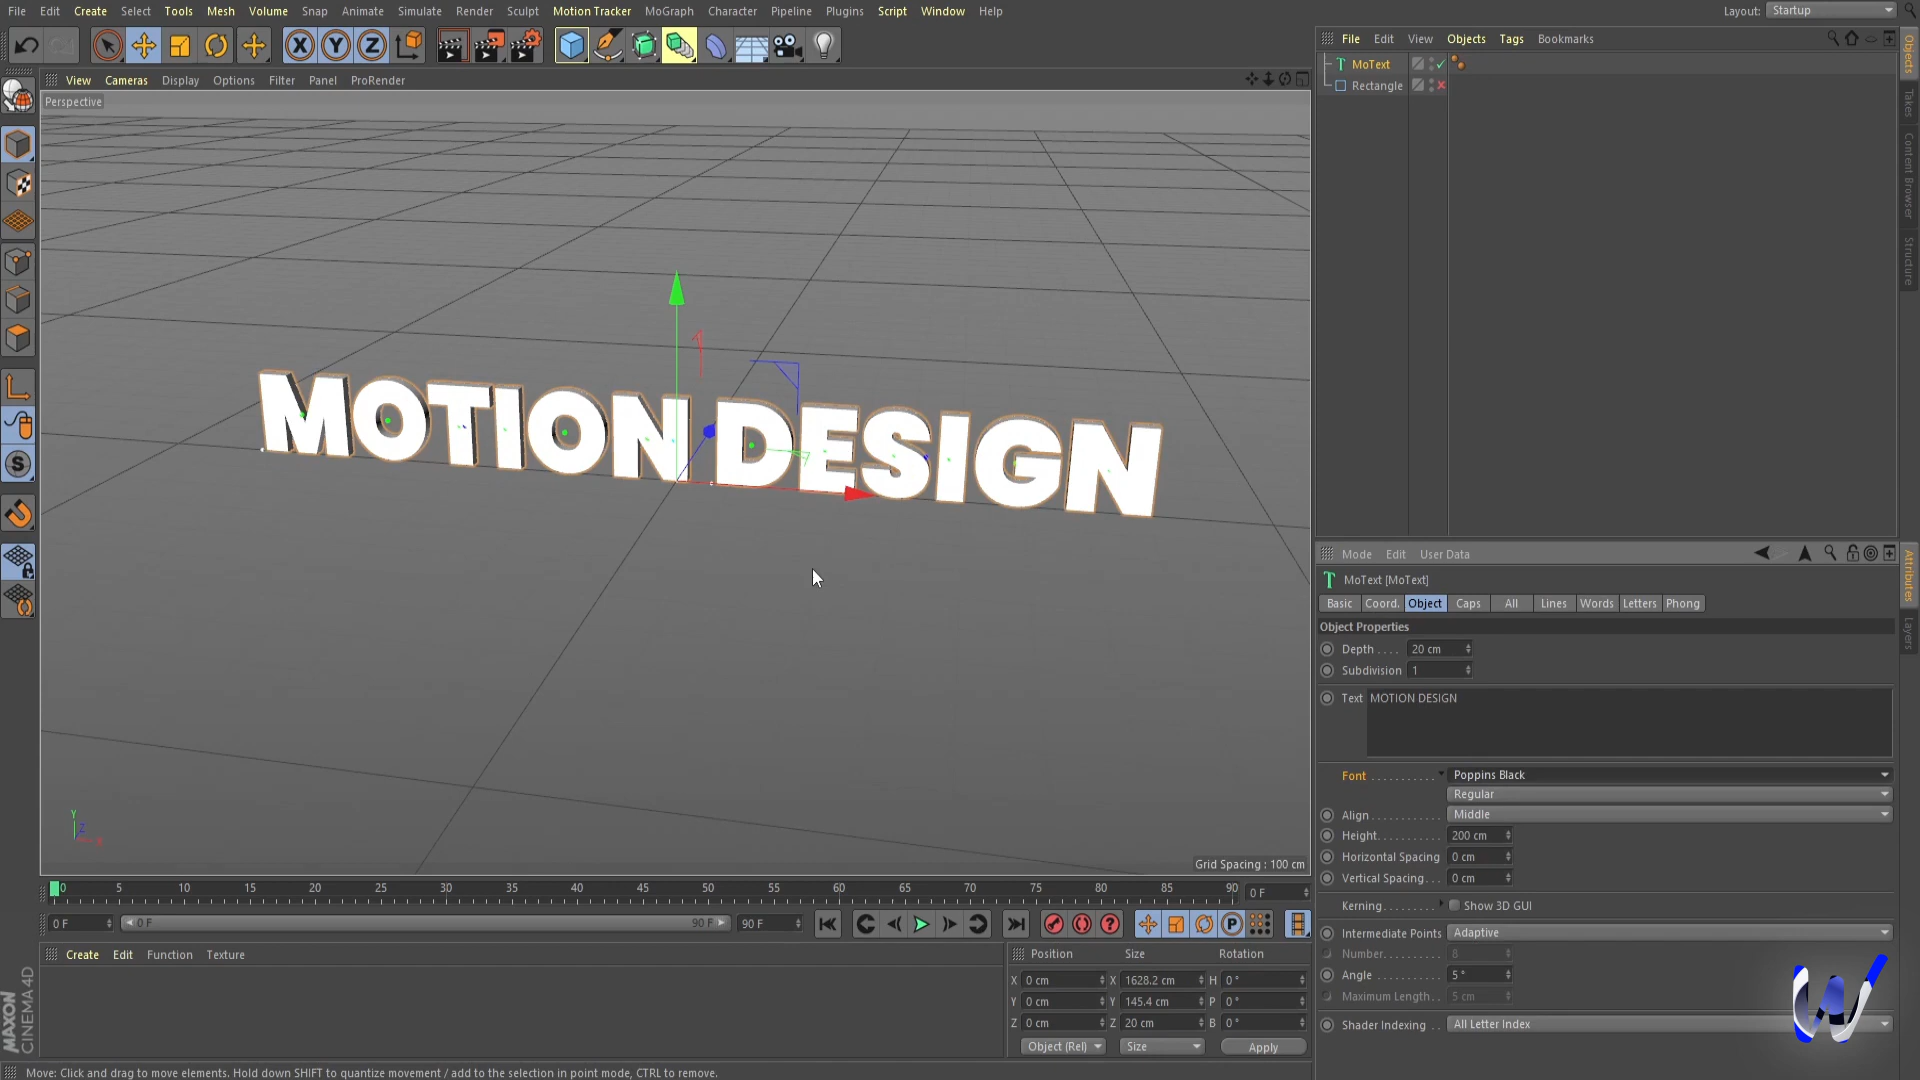 File Edit Create Select Tools Mesh Volume Snap Animate Simulate Render Sculpt Motion Tracker MoGraph Character Pipeline Plugins Script Window Help Layout: Startup
File Edit View Objects Tags Bookmarks
View Cameras Display Options Filter Panel ProRender
MoText
Rectangle
Perspective
MOTION DESIGN
Grid Spacing : 100 cm
Objects
Takes
Content Browser
Structure
Mode Edit User Data
MoText [MoText]
Basic Coord. Object Caps All Lines Words Letters Phong
Object Properties
Depth . . . . 20 cm
Subdivision 1
Text MOTION DESIGN
Font . . . . . . . . . . . Poppins Black
Regular
Align . . . . . . . . . . . Middle
Height. . . . . . . . . . 200 cm
Horizontal Spacing 0 cm
Vertical Spacing. . . 0 cm
Kerning. . . . . . . . . Show 3D GUI
Intermediate Points Adaptive
Number. . . . . . . . . 8
Angle . . . . . . . . . . 5 °
Maximum Length. . 5 cm
Shader Indexing . . All Letter Index
Attributes
Layers
0 5 10 15 20 25 30 35 40 45 50 55 60 65 70 75 80 85 90 0 F
0 F 0 F 90 F 90 F
Create Edit Function Texture
Position Size Rotation
X 0 cm X 1628.2 cm H 0 °
Y 0 cm Y 145.4 cm P 0 °
Z 0 cm Z 20 cm B 0 °
Object (Rel) Size Apply
MAXON
CINEMA 4D
Move: Click and drag to move elements. Hold down SHIFT to quantize movement / add to the selection in point mode, CTRL to remove.